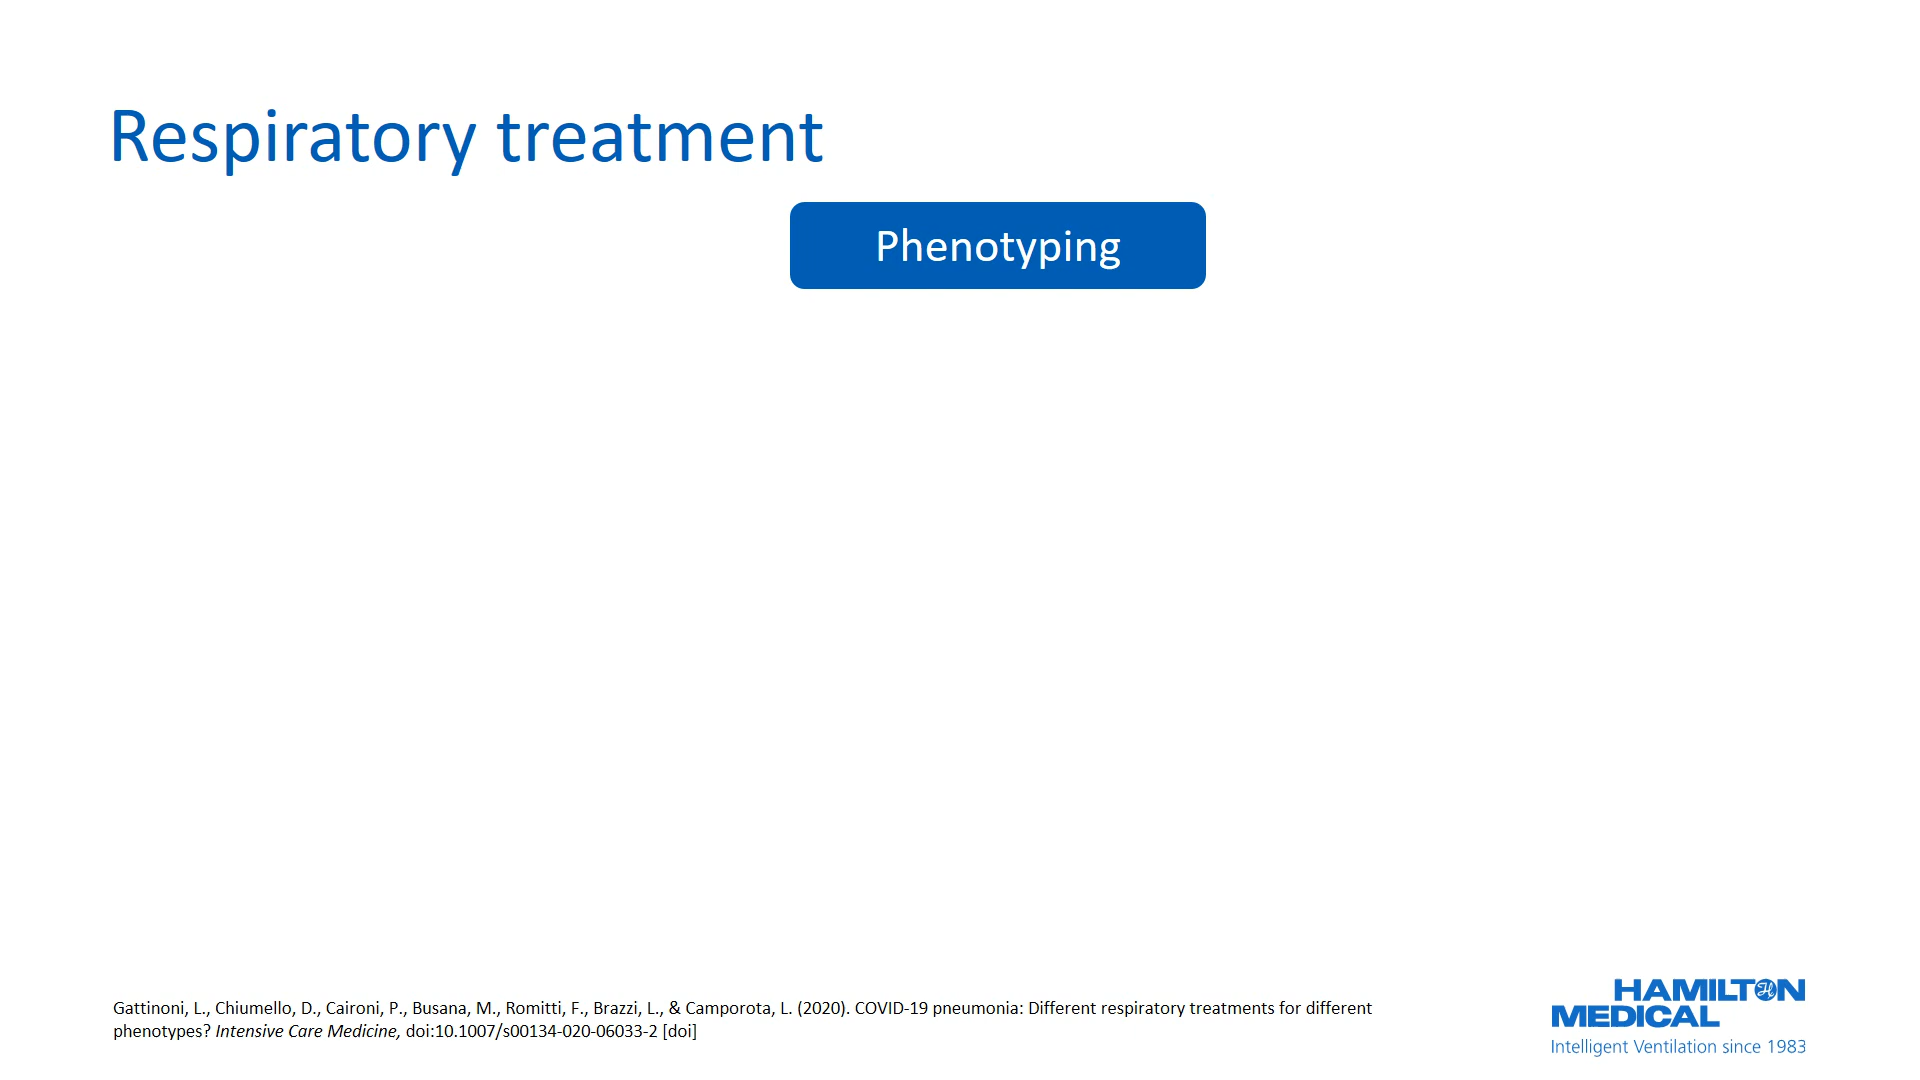 Respiratory treatment
Phenotyping
Gattinoni, L., Chiumello, D., Caironi, P., Busana, M., Romitti, F., Brazzi, L., & Camporota, L. (2020). COVID-19 pneumonia: Different respiratory treatments for different
phenotypes? Intensive Care Medicine, doi:10.1007/s00134-020-06033-2 [doi]
HAMILTON
MEDICAL
Intelligent Ventilation since 1983